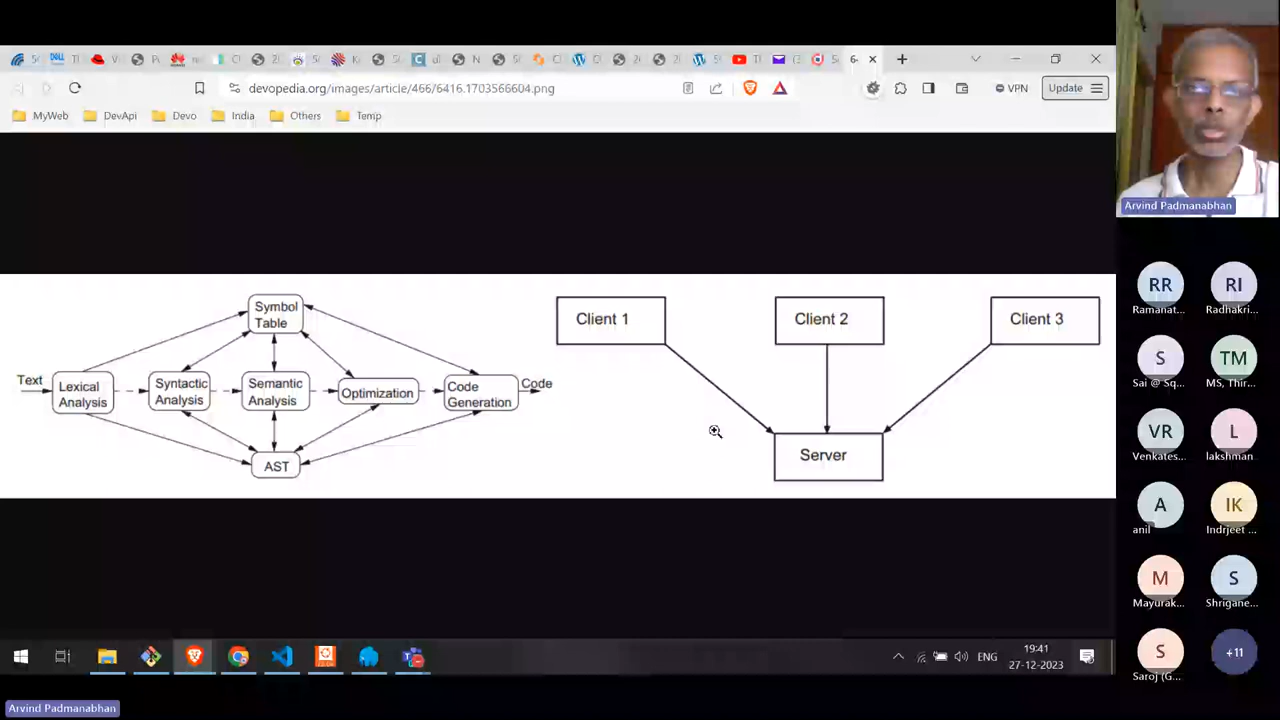 devopedia.org/images/article/466/6416.1703566604.png
VPN
Update
MyWeb
DevApi
Devo
India
Others
Temp
Arvind Padmanabhan
Symbol
Table
Text
Lexical
Analysis
Syntactic
Analysis
Semantic
Analysis
Optimization
Code
Generation
Code
AST
Client 1
Client 2
Client 3
Server
RR
Ramanat...
RI
Radhakri...
S
Sai @ Sq...
TM
MS, Thir...
VR
Venkates...
L
lakshman...
A
anil
IK
Indrjeet ...
M
Mayurak...
S
Shrigane...
S
Saroj (G...
+11
ENG
19:41
27-12-2023
Arvind Padmanabhan